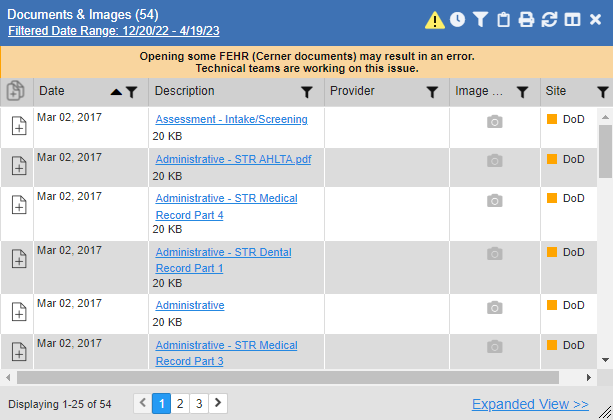 Documents & Images (54)
Filtered Date Range: 12/20/22 - 4/19/23
Opening some FEHR (Cerner documents) may result in an error.
Technical teams are working on this issue.
Date Description Provider Image ... Site
Mar 02, 2017 Assessment - Intake/Screening DoD
20 KB
Mar 02, 2017 Administrative - STR AHLTA.pdf DoD
20 KB
Mar 02, 2017 Administrative - STR Medical DoD
Record Part 4
20 KB
Mar 02, 2017 Administrative - STR Dental DoD
Record Part 1
20 KB
Mar 02, 2017 Administrative DoD
20 KB
Mar 02, 2017 Administrative - STR Medical DoD
Record Part 3
Displaying 1-25 of 54 < 1 2 3 > Expanded View >>